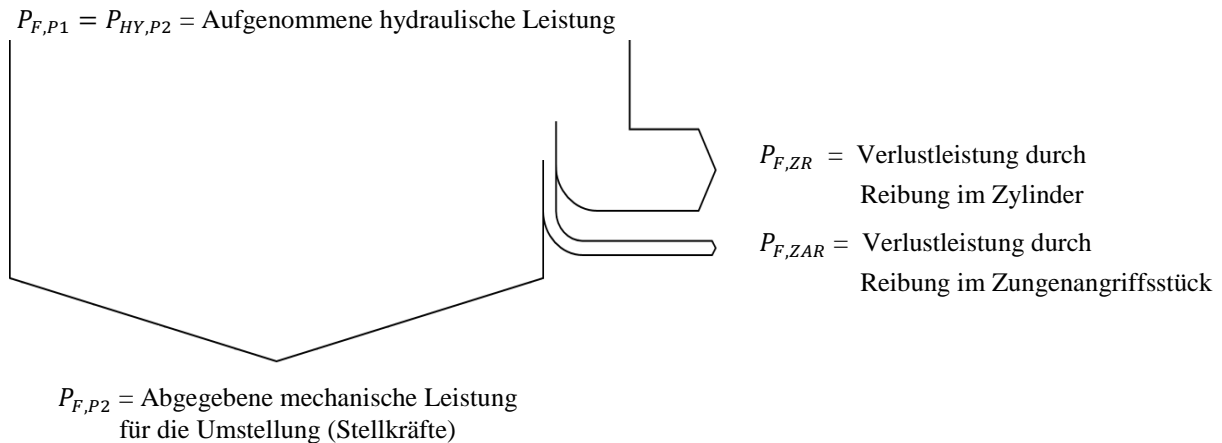 P_{F,P1} = P_{HY,P2} = Aufgenommene hydraulische Leistung
P_{F,ZR} = Verlustleistung durch
Reibung im Zylinder
P_{F,ZAR} = Verlustleistung durch
Reibung im Zungenangriffsstück
P_{F,P2} = Abgegebene mechanische Leistung
für die Umstellung (Stellkräfte)